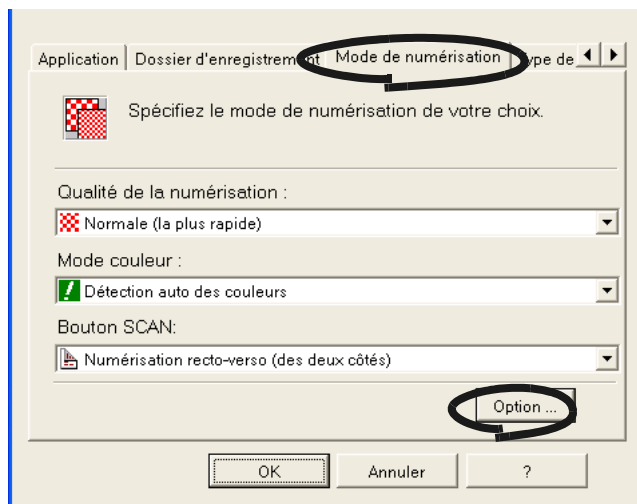 Application
Dossier d'enregistrement
Mode de numérisation
Type de
Spécifiez le mode de numérisation de votre choix.
Qualité de la numérisation :
Normale (la plus rapide)
Mode couleur :
Détection auto des couleurs
Bouton SCAN:
Numérisation recto-verso (des deux côtés)
Option ...
OK
Annuler
?